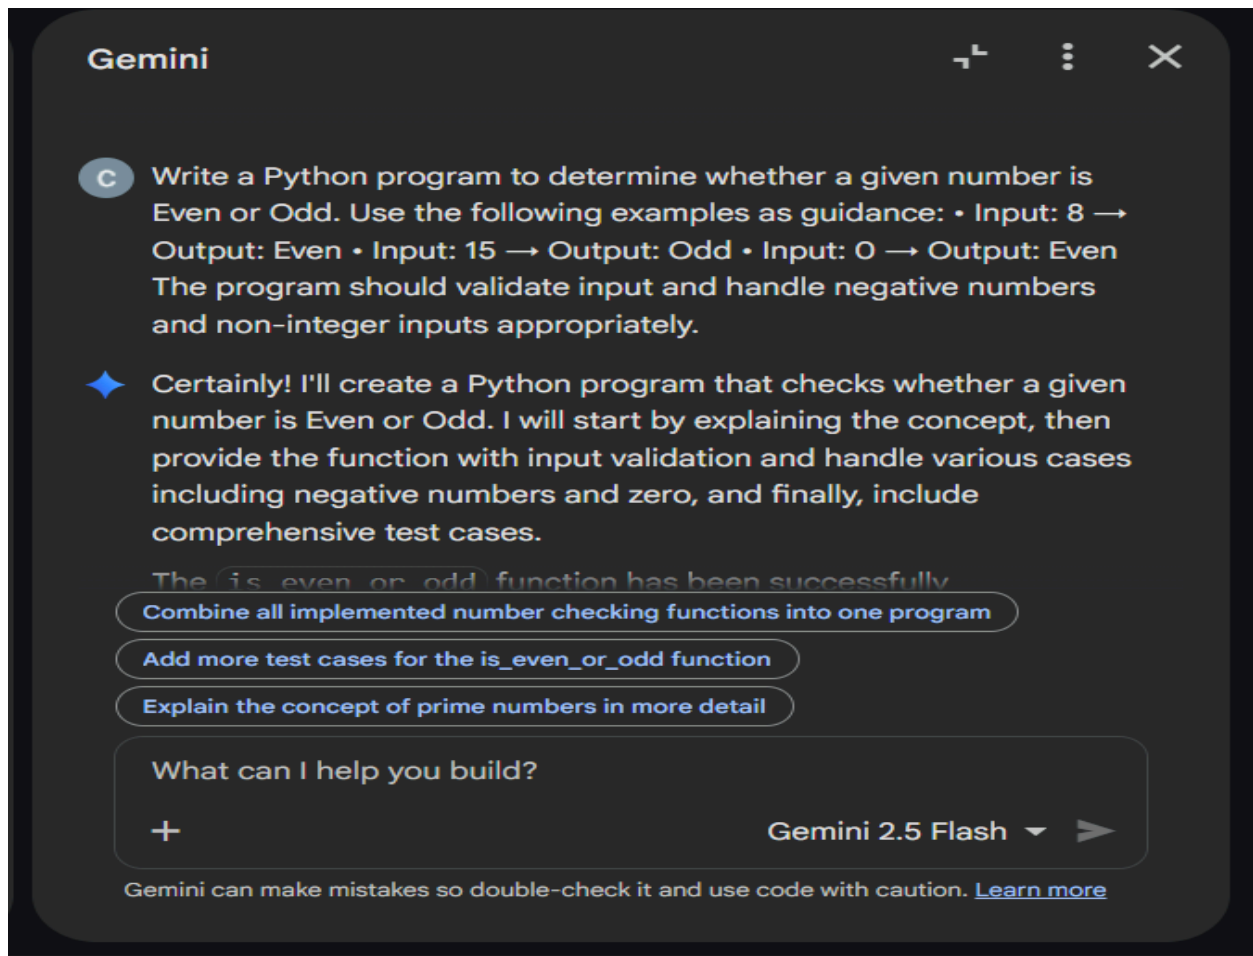 Gemini
C
Write a Python program to determine whether a given number is
Even or Odd. Use the following examples as guidance: • Input: 8 →
Output: Even • Input: 15 → Output: Odd • Input: 0 → Output: Even
The program should validate input and handle negative numbers
and non-integer inputs appropriately.
Certainly! I'll create a Python program that checks whether a given
number is Even or Odd. I will start by explaining the concept, then
provide the function with input validation and handle various cases
including negative numbers and zero, and finally, include
comprehensive test cases.
The is_even_or_odd function has been successfully
Combine all implemented number checking functions into one program
Add more test cases for the is_even_or_odd function
Explain the concept of prime numbers in more detail
What can I help you build?
Gemini 2.5 Flash
Gemini can make mistakes so double-check it and use code with caution. Learn more